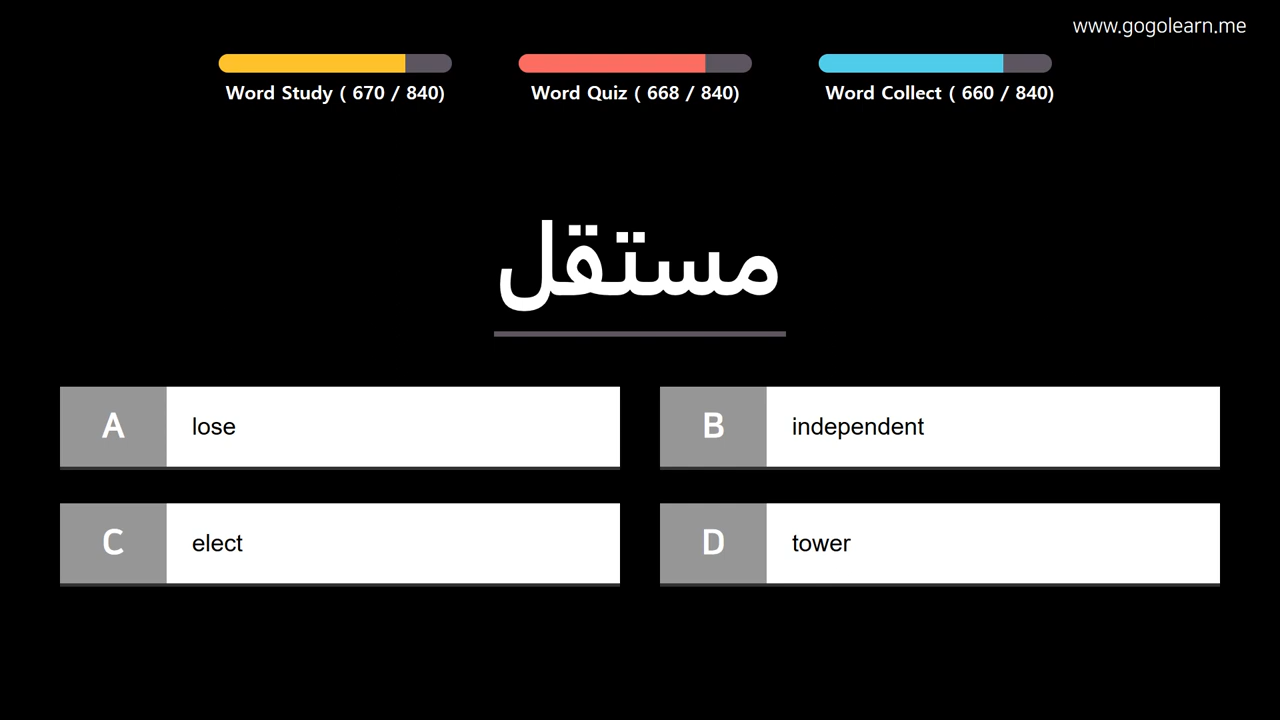 www.gogolearn.me
Word Study ( 670 / 840)
Word Quiz ( 668 / 840)
Word Collect ( 660 / 840)
مستقل
A lose
B independent
C elect
D tower